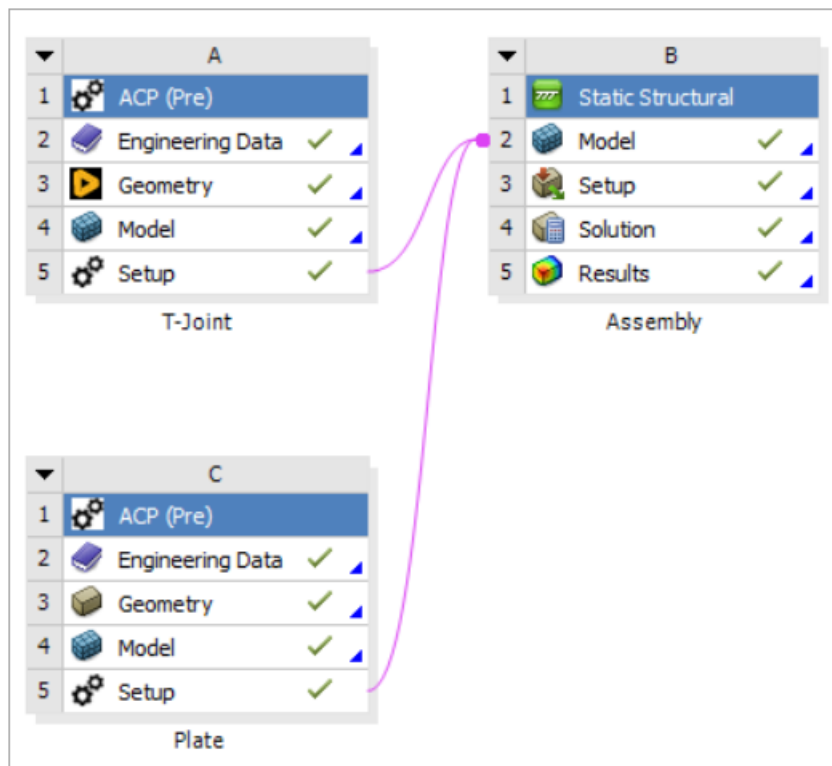 A
1 ACP (Pre)
2 Engineering Data
3 Geometry
4 Model
5 Setup
T-Joint
B
1 Static Structural
2 Model
3 Setup
4 Solution
5 Results
Assembly
C
1 ACP (Pre)
2 Engineering Data
3 Geometry
4 Model
5 Setup
Plate